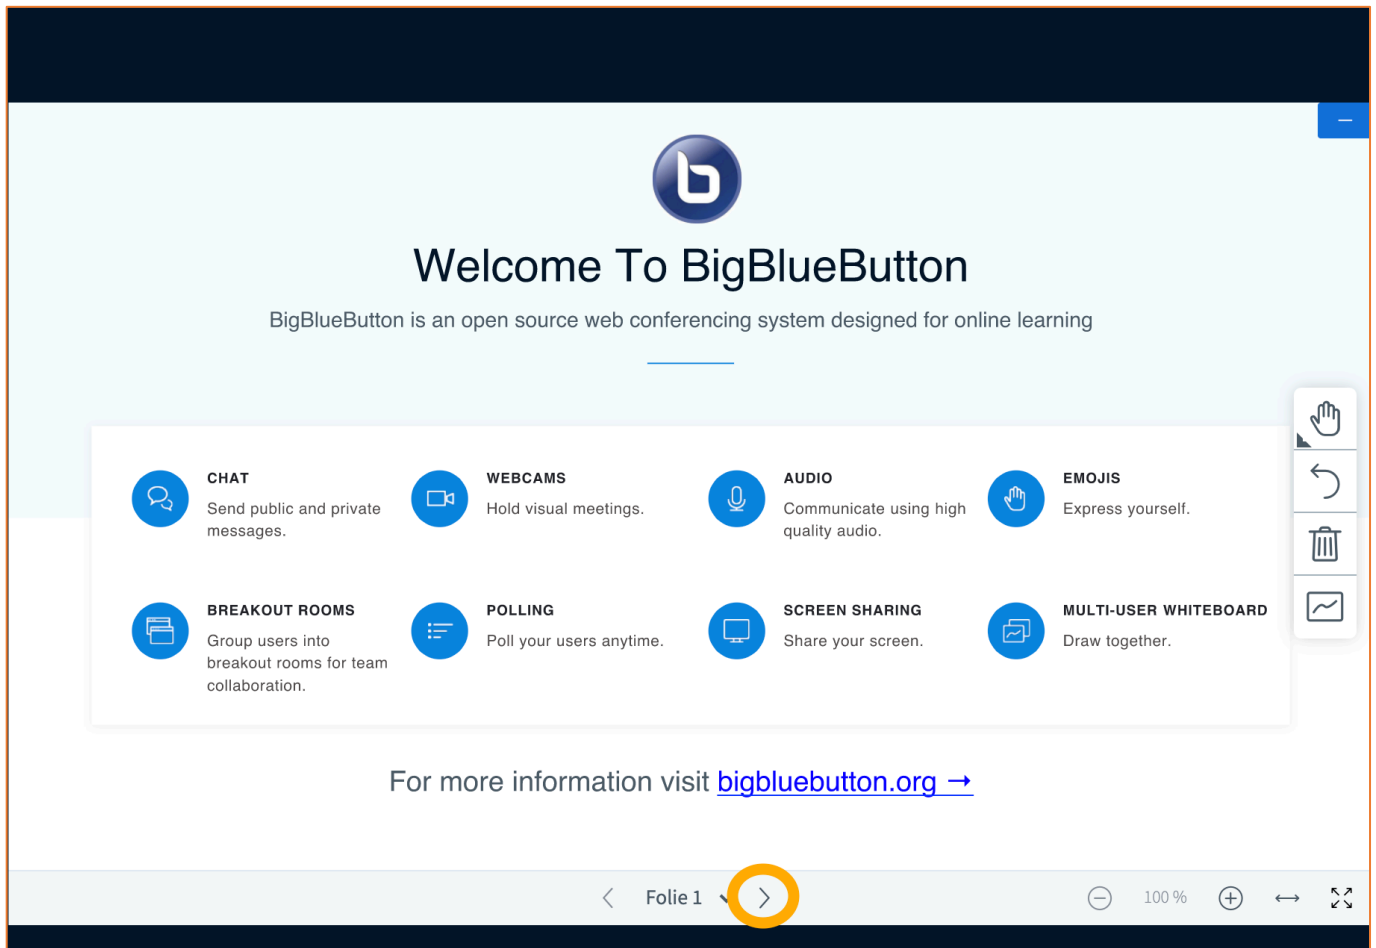 Welcome To BigBlueButton
BigBlueButton is an open source web conferencing system designed for online learning
CHAT
Send public and private
messages.
WEBCAMS
Hold visual meetings.
AUDIO
Communicate using high
quality audio.
EMOJIS
Express yourself.
BREAKOUT ROOMS
Group users into
breakout rooms for team
collaboration.
POLLING
Poll your users anytime.
SCREEN SHARING
Share your screen.
MULTI-USER WHITEBOARD
Draw together.
For more information visit bigbluebutton.org →
Folie 1
100 %